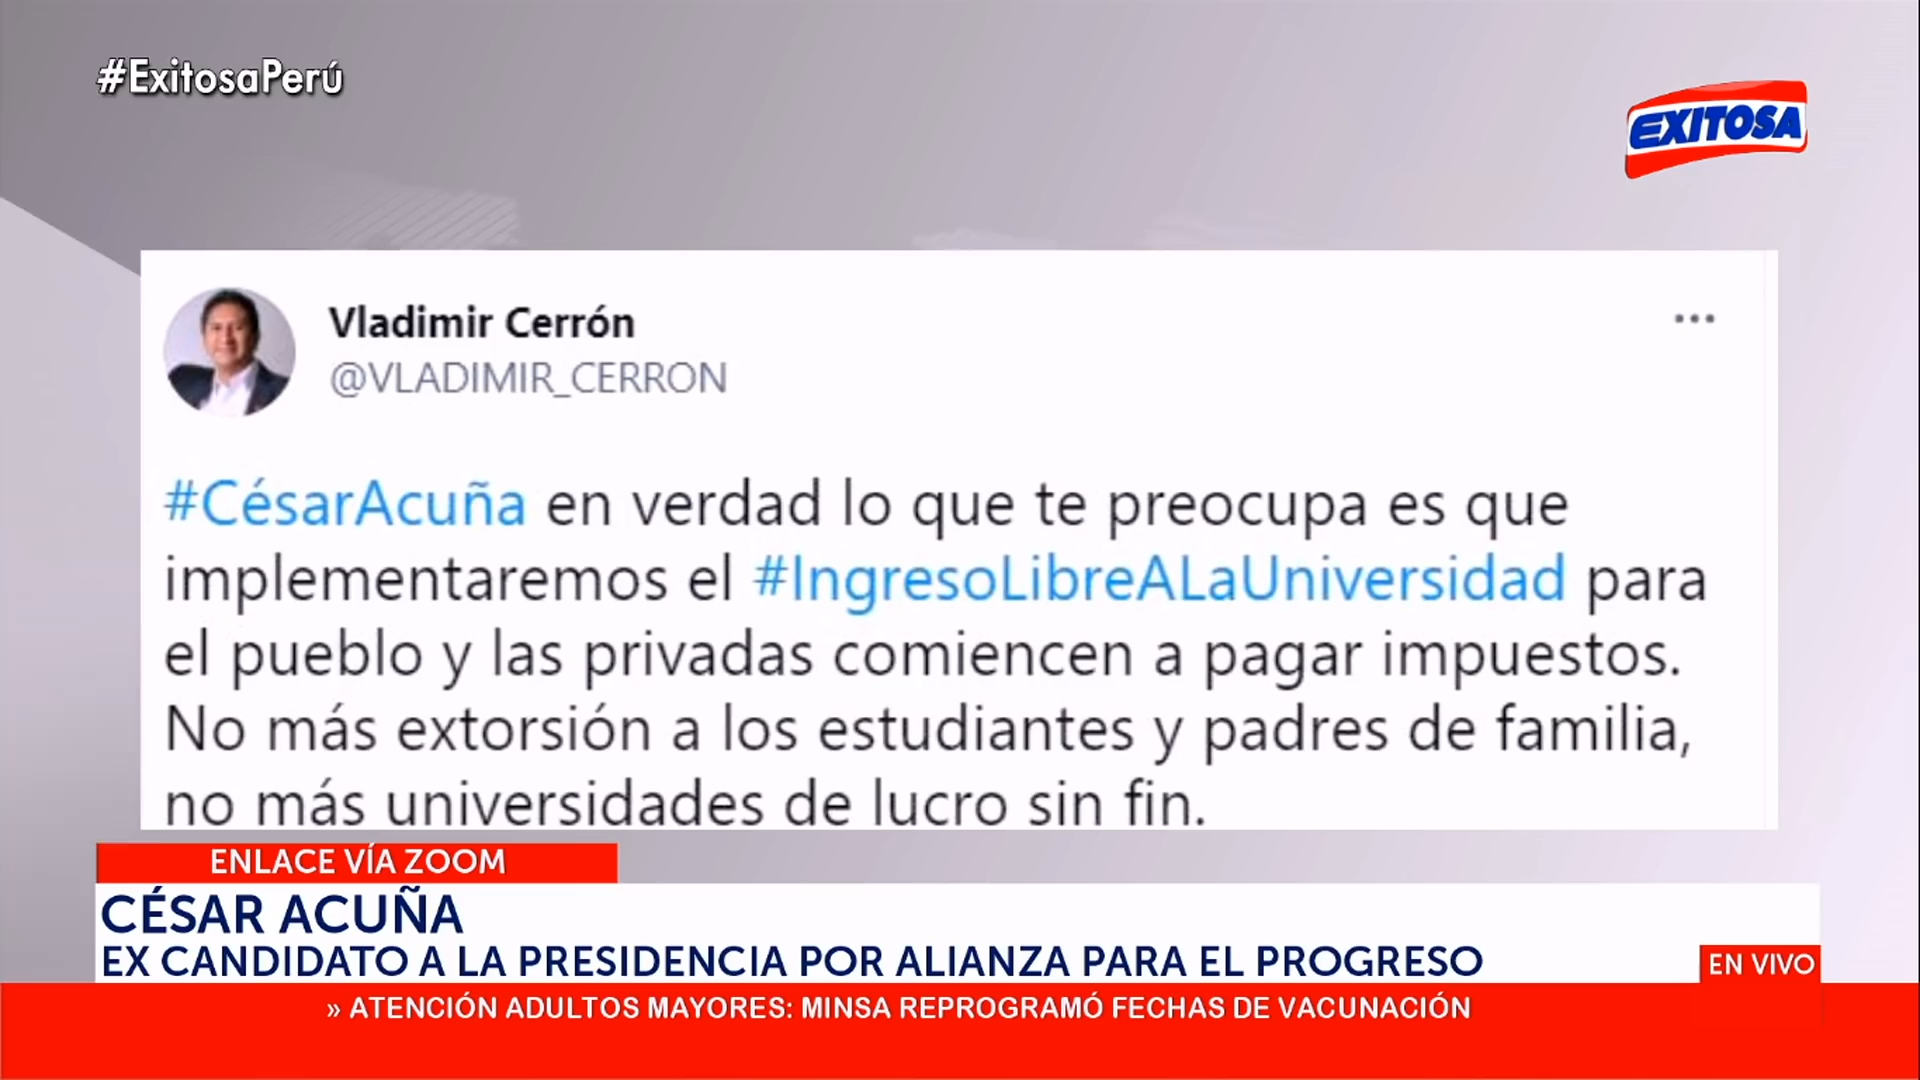 #ExitosaPerú
EXITOSA
Vladimir Cerrón
@VLADIMIR_CERRON
#CésarAcuña en verdad lo que te preocupa es que
implementaremos el #IngresoLibreALaUniversidad para
el pueblo y las privadas comiencen a pagar impuestos.
No más extorsión a los estudiantes y padres de familia,
no más universidades de lucro sin fin.
ENLACE VÍA ZOOM
CÉSAR ACUÑA
EX CANDIDATO A LA PRESIDENCIA POR ALIANZA PARA EL PROGRESO
EN VIVO
» ATENCIÓN ADULTOS MAYORES: MINSA REPROGRAMÓ FECHAS DE VACUNACIÓN